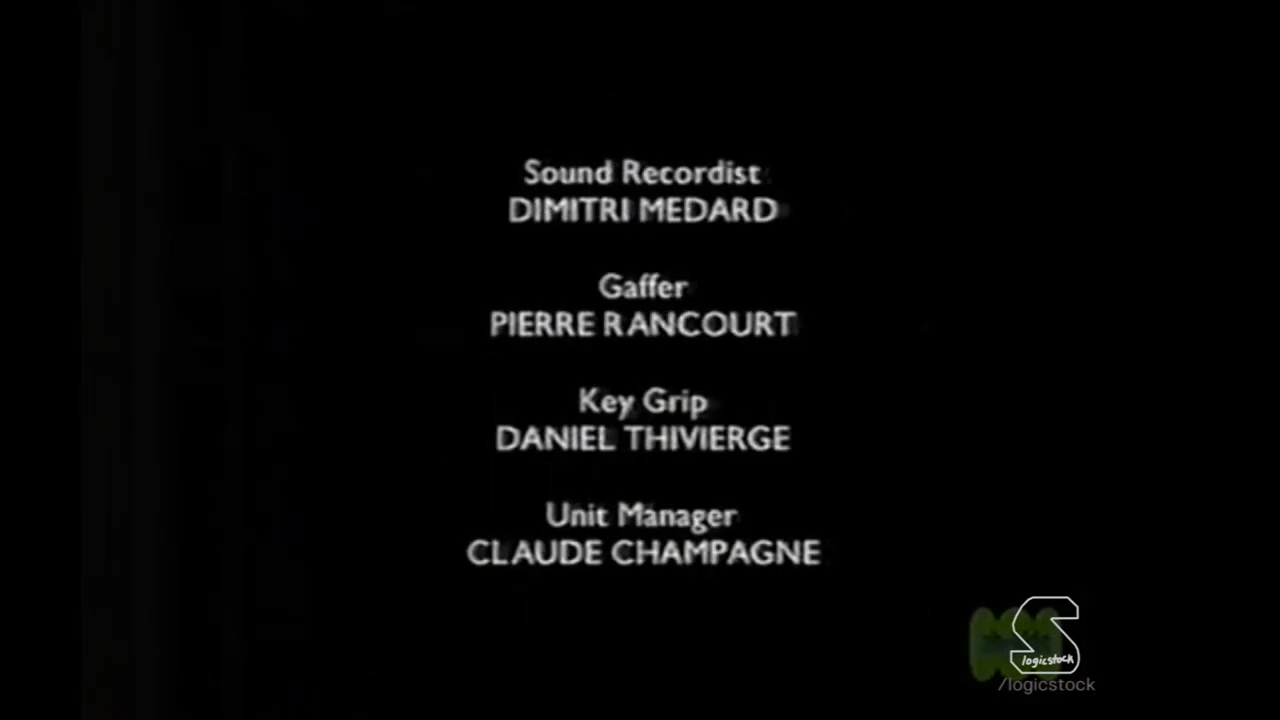 Sound Recordist
DIMITRI MEDARD
Gaffer
PIERRE RANCOURT
Key Grip
DANIEL THIVIERGE
Unit Manager
CLAUDE CHAMPAGNE
logicstock
/logicstock